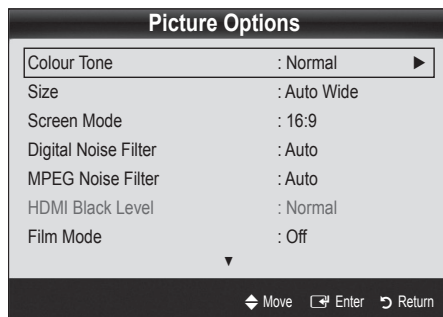 Picture Options
Colour Tone : Normal ►
Size : Auto Wide
Screen Mode : 16:9
Digital Noise Filter : Auto
MPEG Noise Filter : Auto
HDMI Black Level : Normal
Film Mode : Off
▼
Move Enter Return